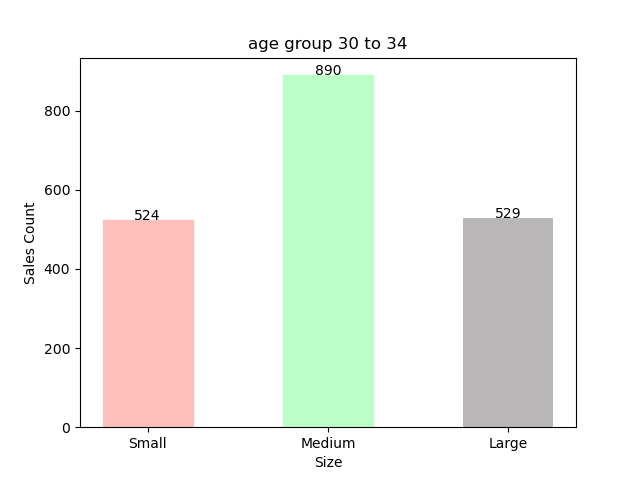 age group 30 to 34
890
800
600
524
529
400
200
0
Sales Count
Small
Medium
Large
Size